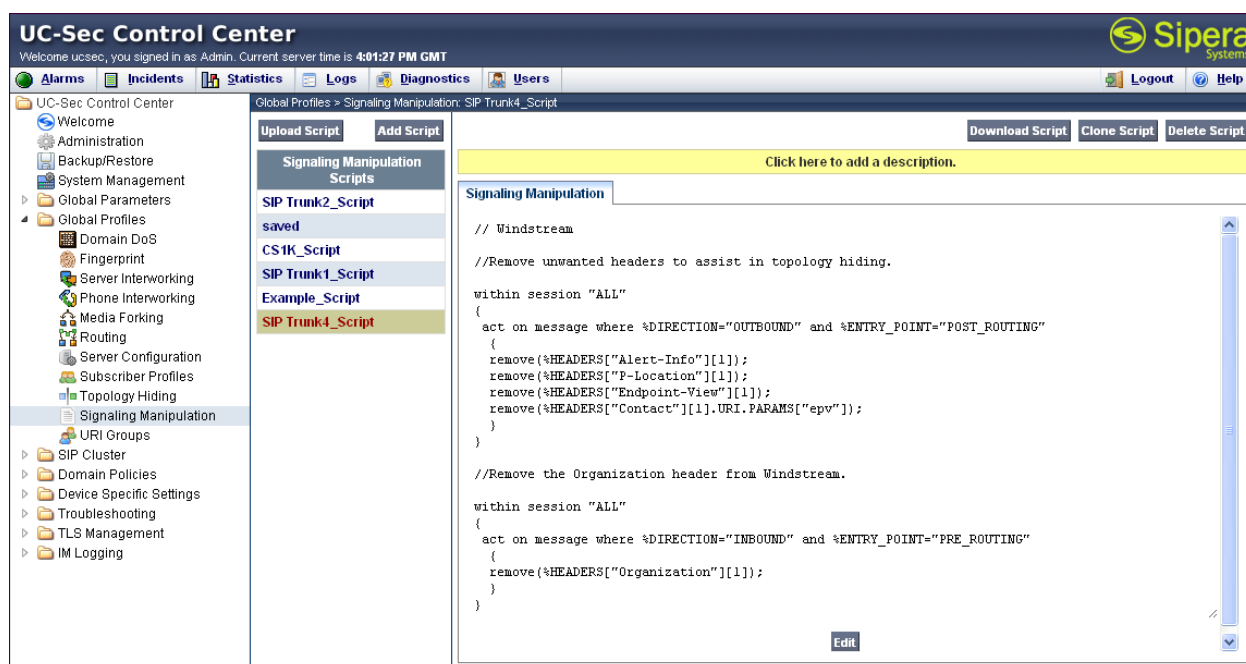 UC-Sec Control Center
Welcome ucsec, you signed in as Admin. Current server time is 4:01:27 PM GMT
Sipera
Systems
Alarms Incidents Statistics Logs Diagnostics Users Logout Help
UC-Sec Control Center
Welcome
Administration
Backup/Restore
System Management
Global Parameters
Global Profiles
Domain DoS
Fingerprint
Server Interworking
Phone Interworking
Media Forking
Routing
Server Configuration
Subscriber Profiles
Topology Hiding
Signaling Manipulation
URI Groups
SIP Cluster
Domain Policies
Device Specific Settings
Troubleshooting
TLS Management
IM Logging
Global Profiles > Signaling Manipulation: SIP Trunk4_Script
Upload Script Add Script
Signaling Manipulation
Scripts
SIP Trunk2_Script
saved
CS1K_Script
SIP Trunk1_Script
Example_Script
SIP Trunk4_Script
Download Script Clone Script Delete Script
Click here to add a description.
Signaling Manipulation
// Windstream
//Remove unwanted headers to assist in topology hiding.
within session "ALL"
{
act on message where %DIRECTION="OUTBOUND" and %ENTRY_POINT="POST_ROUTING"
{
remove(%HEADERS["Alert-Info"][1]);
remove(%HEADERS["P-Location"][1]);
remove(%HEADERS["Endpoint-View"][1]);
remove(%HEADERS["Contact"][1].URI.PARAMS["epv"]);
}
}
//Remove the Organization header from Windstream.
within session "ALL"
{
act on message where %DIRECTION="INBOUND" and %ENTRY_POINT="PRE_ROUTING"
{
remove(%HEADERS["Organization"][1]);
}
}
Edit